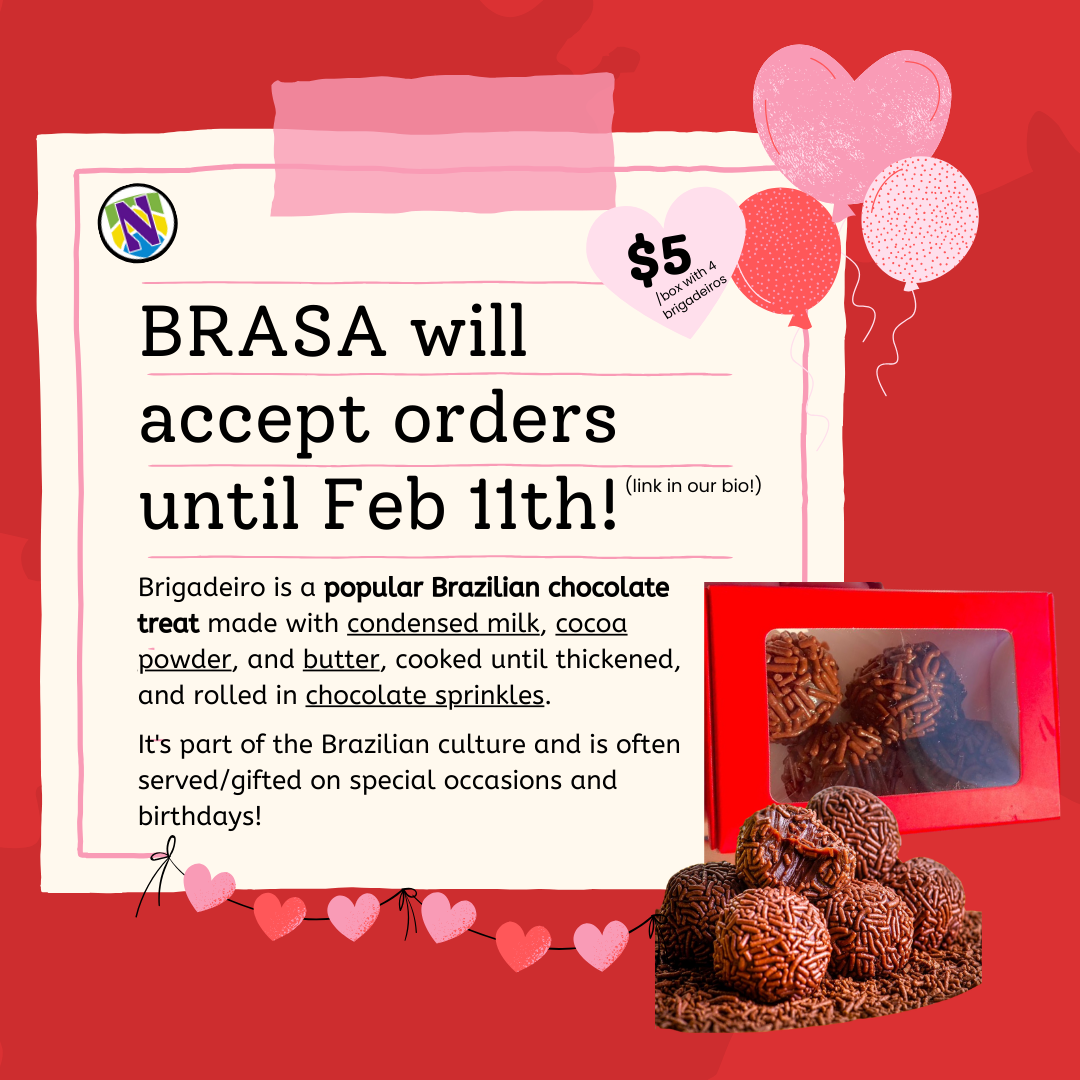 N
$5
/box with 4
brigadeiros
BRASA will
accept orders
until Feb 11th!
(link in our bio!)
Brigadeiro is a popular Brazilian chocolate
treat made with condensed milk, cocoa
powder, and butter, cooked until thickened,
and rolled in chocolate sprinkles.
It's part of the Brazilian culture and is often
served/gifted on special occasions and
birthdays!